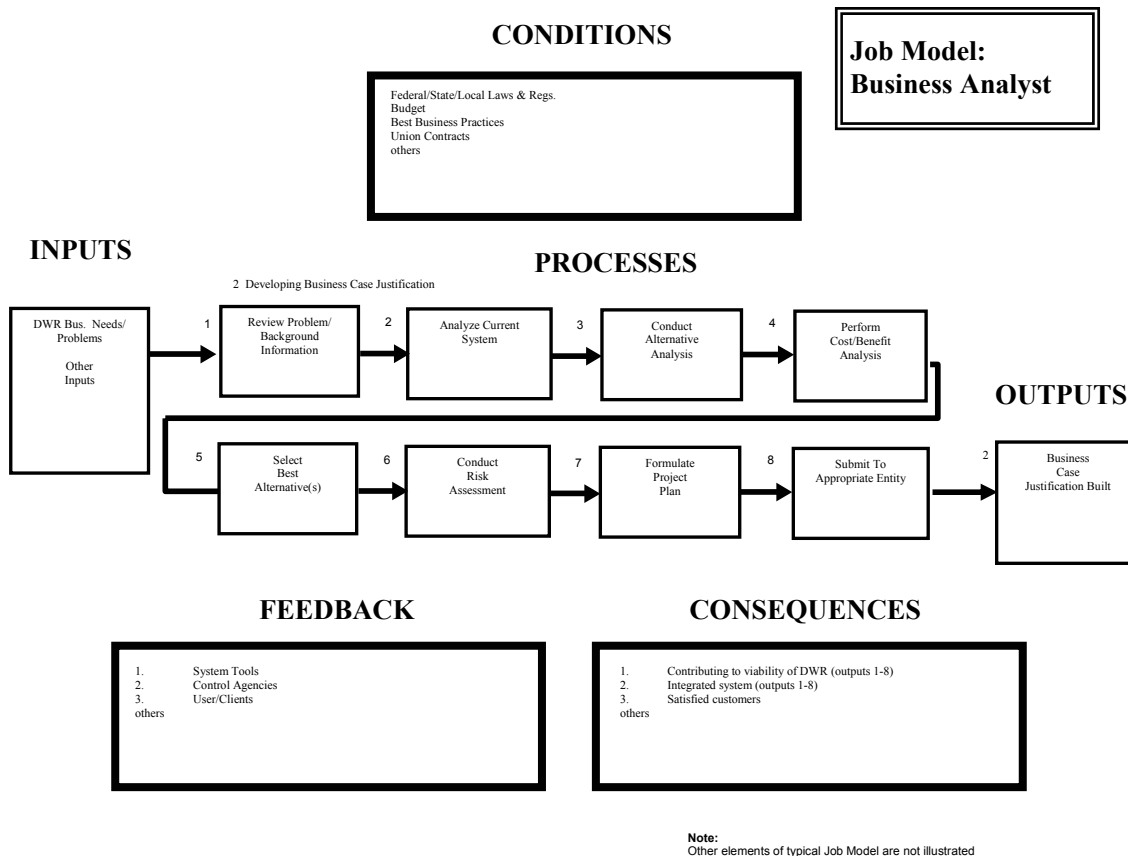 CONDITIONS
Job Model:
Business Analyst
Federal/State/Local Laws & Regs.
Budget
Best Business Practices
Union Contracts
others
INPUTS
PROCESSES
2 Developing Business Case Justification
DWR Bus. Needs/
Problems
Other
Inputs
1
Review Problem/
Background
Information
2
Analyze Current
System
3
Conduct
Alternative
Analysis
4
Perform
Cost/Benefit
Analysis
OUTPUTS
5
Select
Best
Alternative(s)
6
Conduct
Risk
Assessment
7
Formulate
Project
Plan
8
Submit To
Appropriate Entity
2
Business
Case
Justification Built
FEEDBACK
1. System Tools
2. Control Agencies
3. User/Clients
others
CONSEQUENCES
1. Contributing to viability of DWR (outputs 1-8)
2. Integrated system (outputs 1-8)
3. Satisfied customers
others
Note:
Other elements of typical Job Model are not illustrated